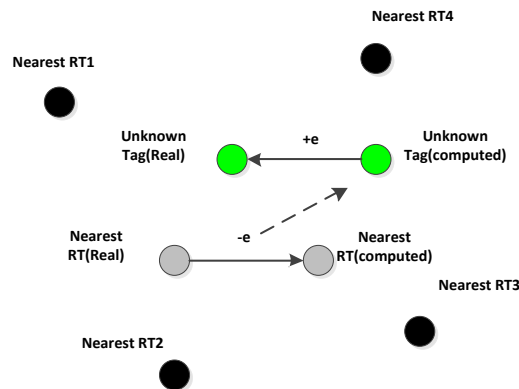 Nearest RT4
Nearest RT1
Unknown
Tag(Real)
+e
Unknown
Tag(computed)
Nearest
RT(Real)
-e
Nearest
RT(computed)
Nearest RT3
Nearest RT2